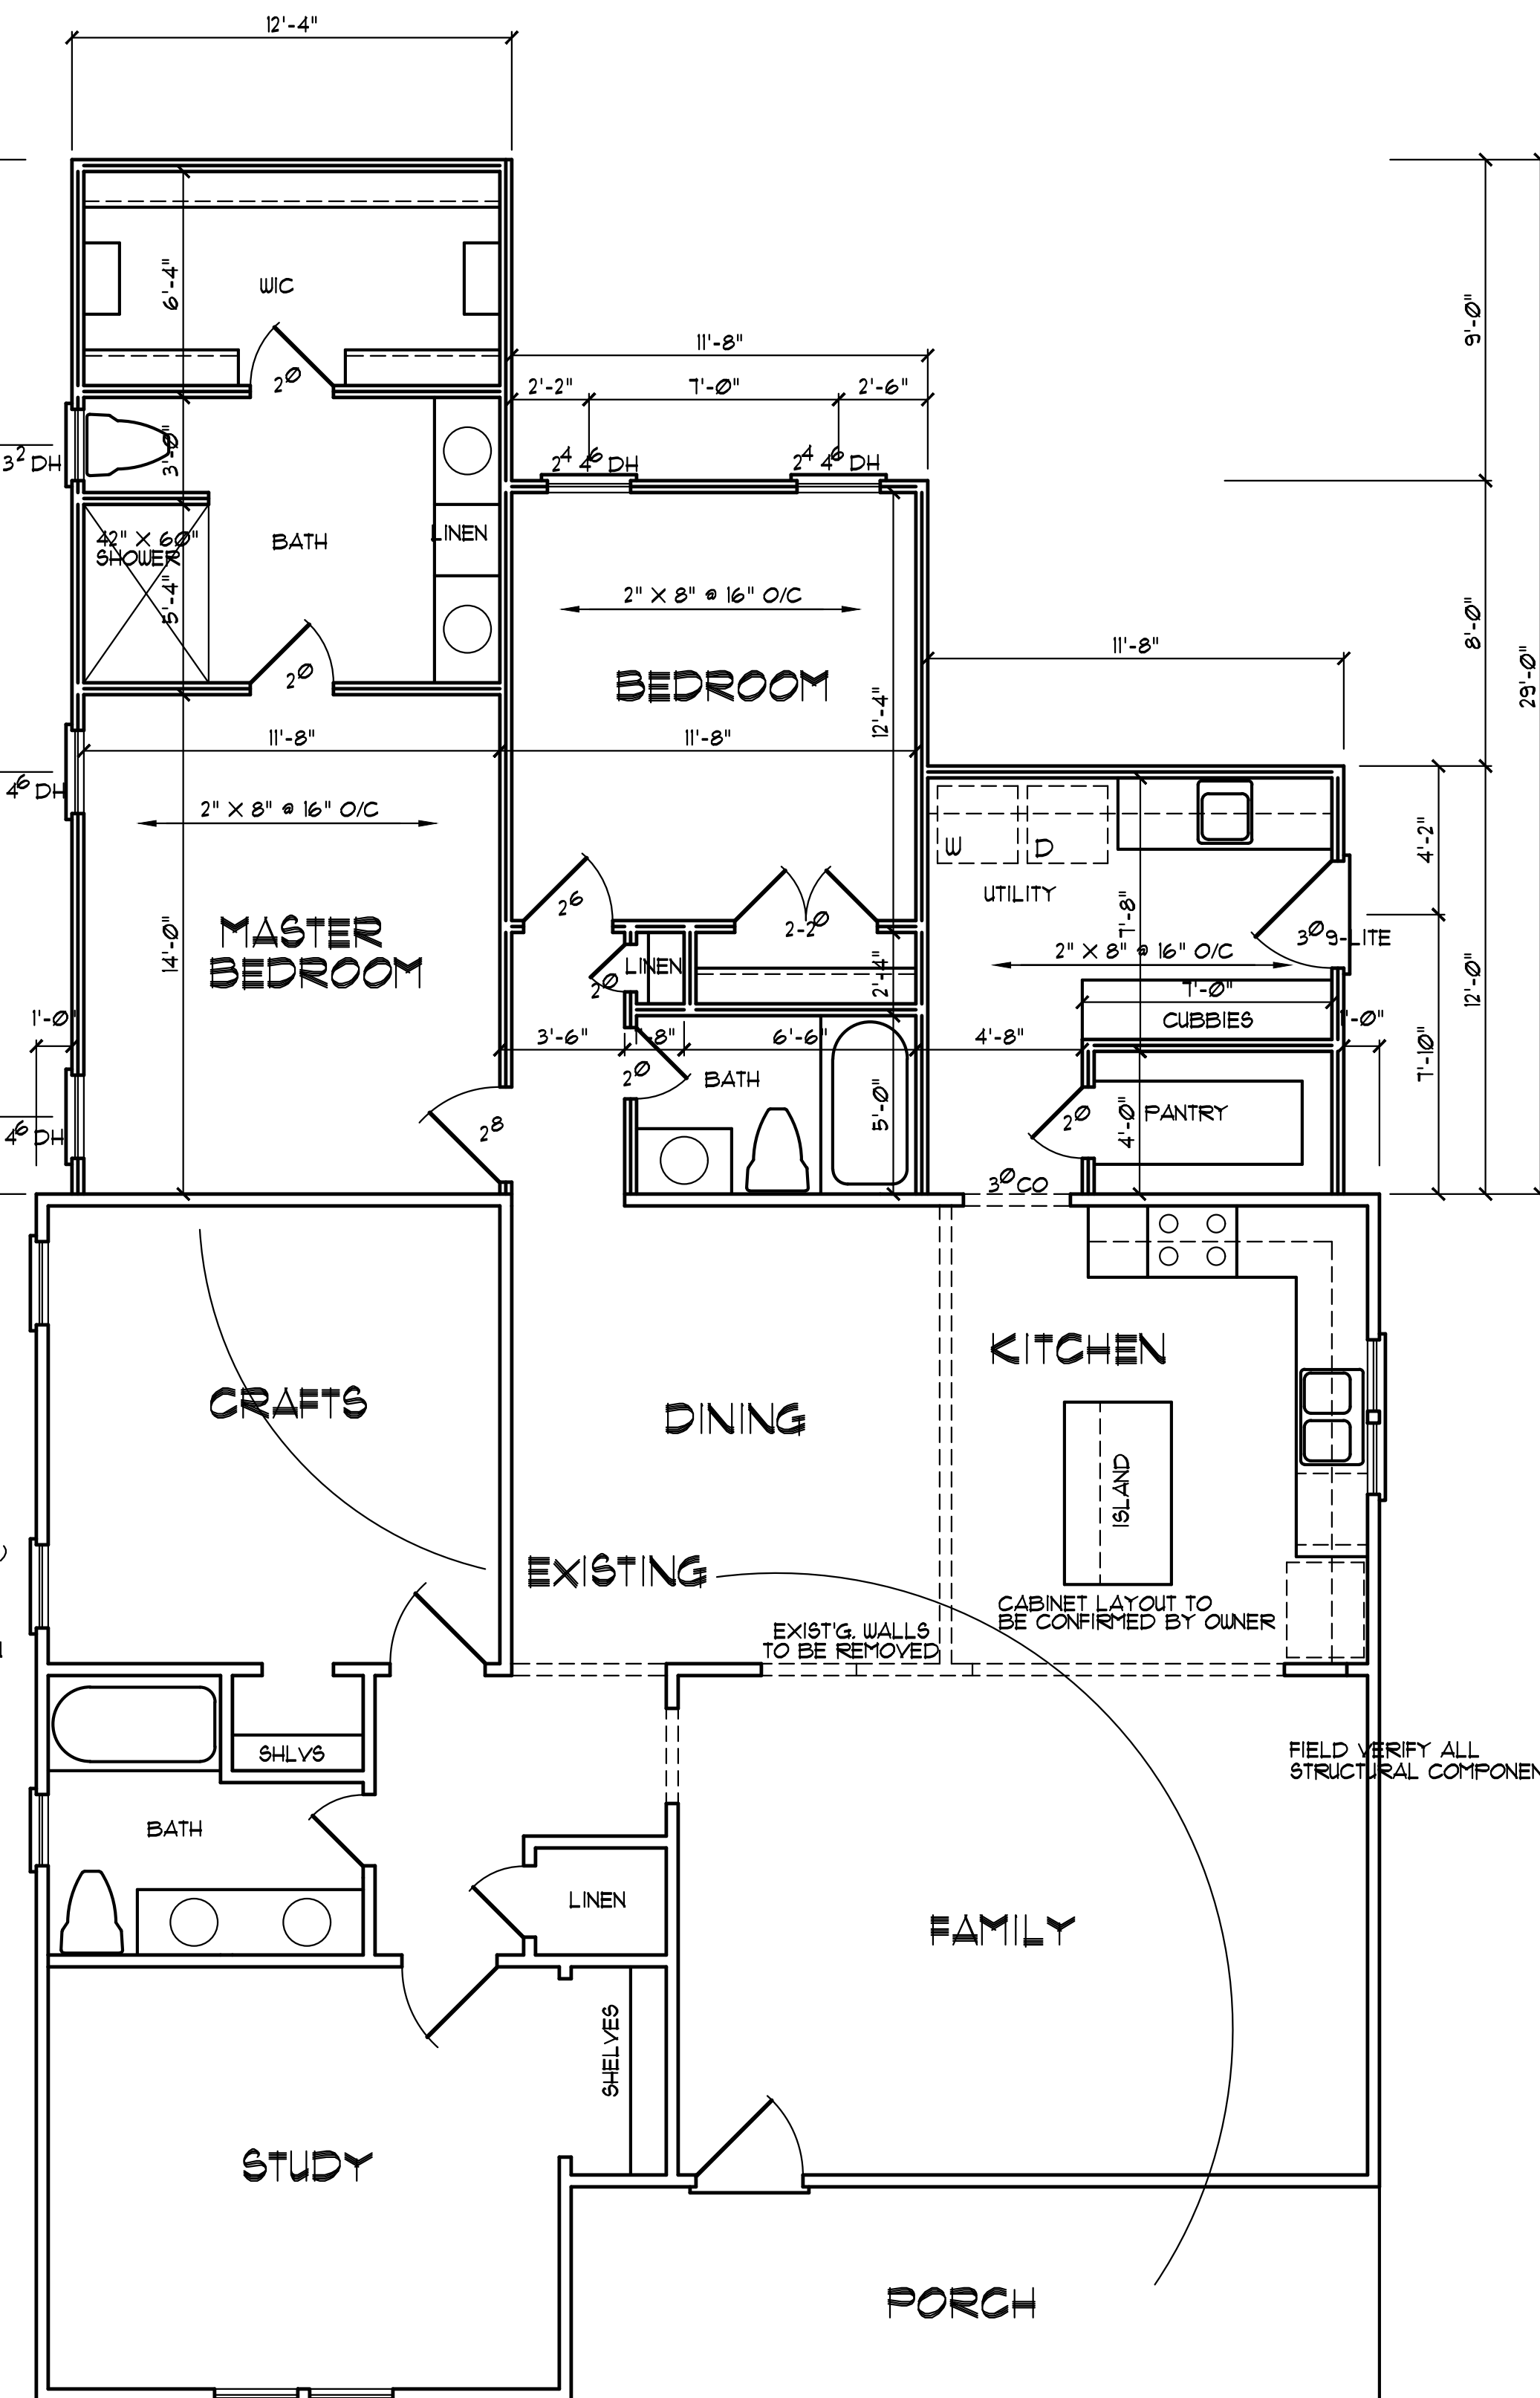 12'-4"
6'-4"
WIC
9'-0"
11'-8"
2'-2"
7'-0"
2'-6"
20
32 DH
3'-0"
24 46 DH
24 46 DH
42" X 60"
SHOWER
BATH
LINEN
5'-4"
2" X 8" @ 16" O/C
8'-0"
29'-0"
11'-8"
20
BEDROOM
12'-4"
11'-8"
11'-8"
46 DH
2" X 8" @ 16" O/C
W
D
4'-2"
UTILITY
26
2-20
7'-8"
14'-0"
MASTER
BEDROOM
309-LITE
2" X 8" @ 16" O/C
LINEN
20
2'-4"
7'-0"
12'-0"
1'-0"
CUBBIES
1'-0"
3'-6"
1'-8"
6'-6"
4'-8"
7'-10"
20
BATH
5'-0"
20
4'-0"
PANTRY
46 DH
28
30CO
KITCHEN
CRAFTS
DINING
ISLAND
EXISTING
CABINET LAYOUT TO
BE CONFIRMED BY OWNER
EXIST'G. WALLS
TO BE REMOVED
SHLVS
FIELD VERIFY ALL
STRUCTURAL COMPONEN
BATH
LINEN
FAMILY
SHELVES
STUDY
PORCH